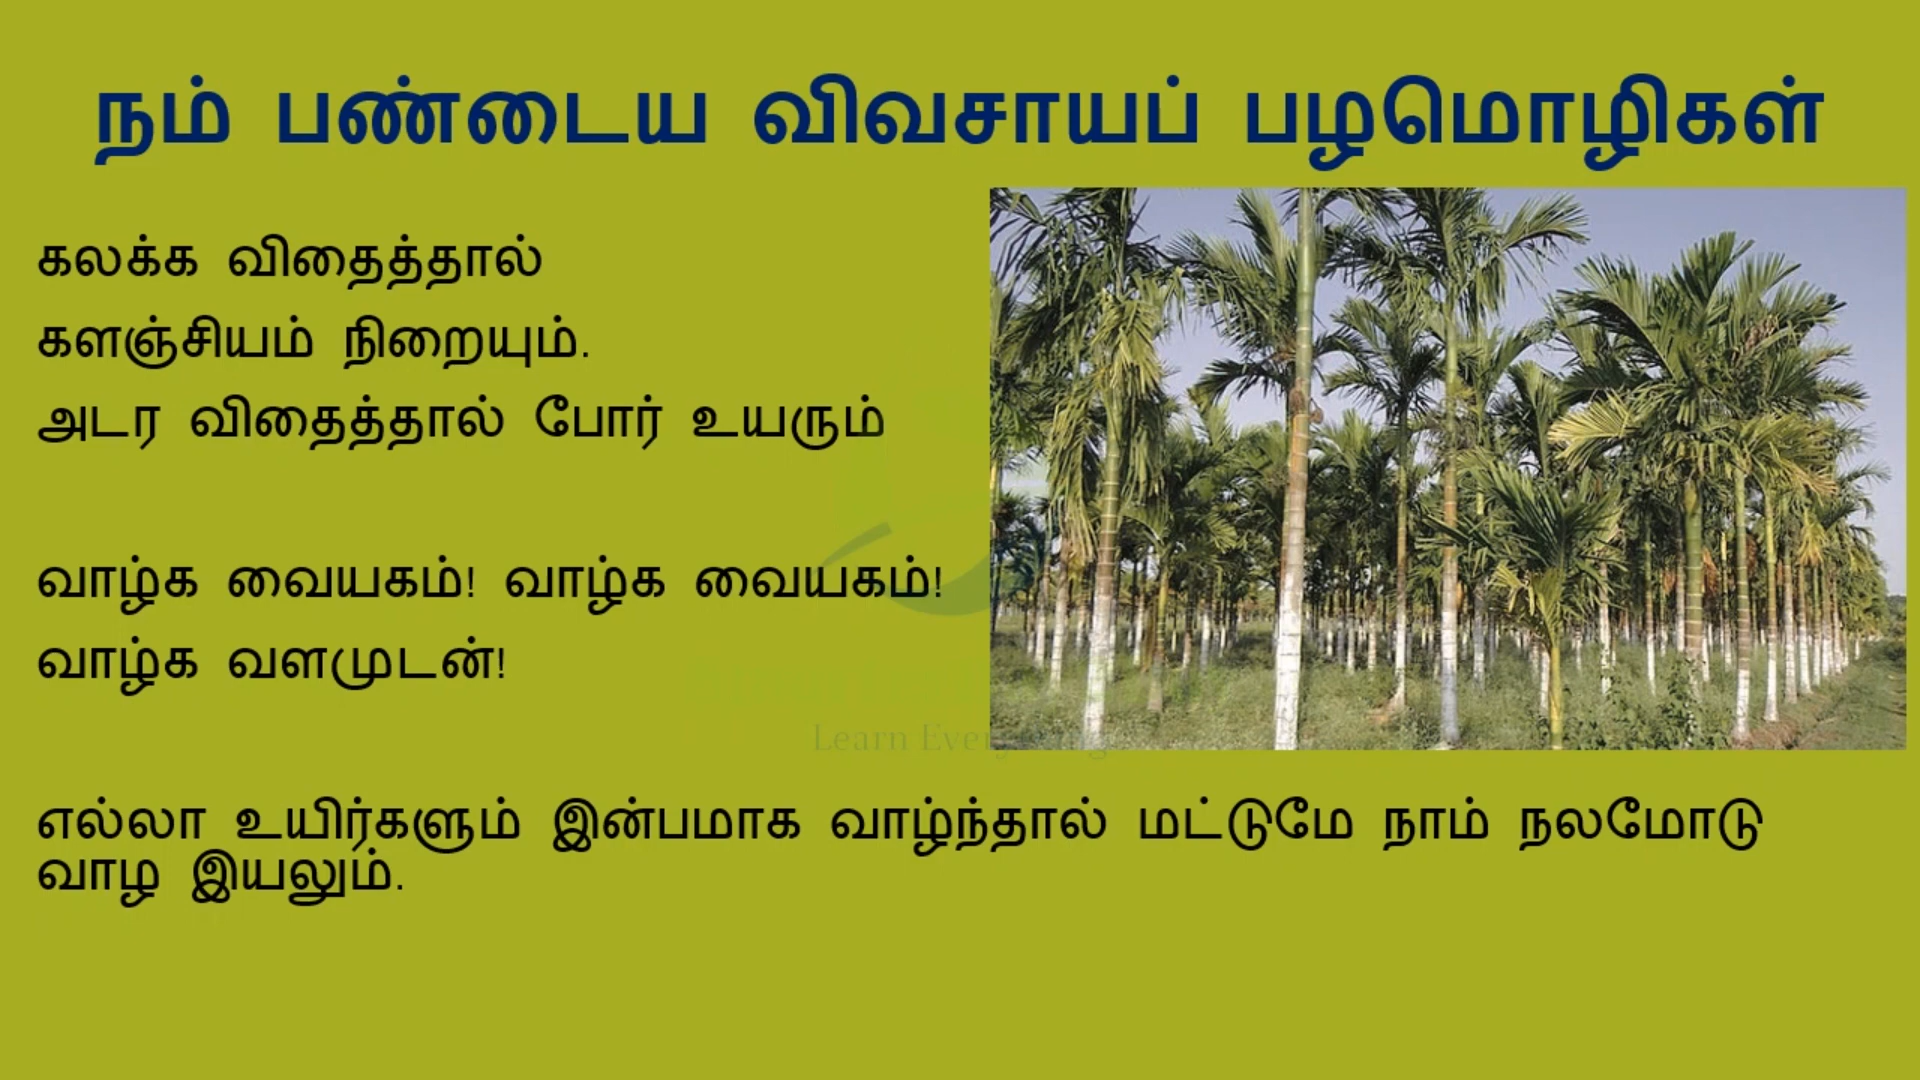 நம் பண்டைய விவசாயப் பழமொழிகள்
கலக்க விதைத்தால்
களஞ்சியம் நிறையும்.
அடர விதைத்தால் போர் உயரும்
வாழ்க வையகம்! வாழ்க வையகம்!
வாழ்க வளமுடன்!
Learn
எல்லா உயிர்களும் இன்பமாக வாழ்ந்தால் மட்டுமே நாம் நலமோடு
வாழ இயலும்.